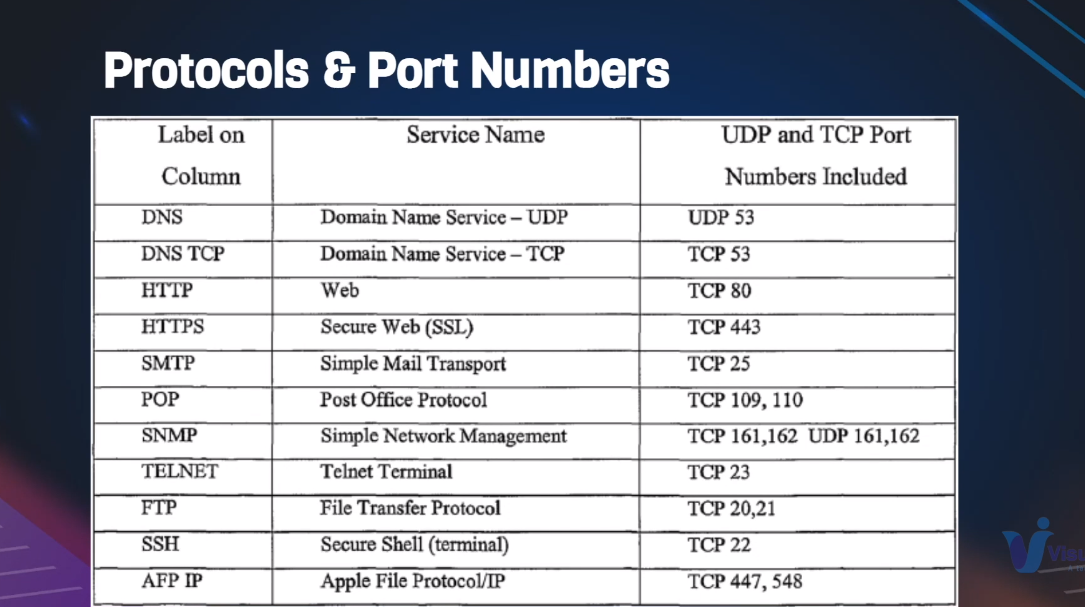 Protocols & Port Numbers
Label on Column Service Name UDP and TCP Port Numbers Included
DNS Domain Name Service – UDP UDP 53
DNS TCP Domain Name Service – TCP TCP 53
HTTP Web TCP 80
HTTPS Secure Web (SSL) TCP 443
SMTP Simple Mail Transport TCP 25
POP Post Office Protocol TCP 109, 110
SNMP Simple Network Management TCP 161,162 UDP 161,162
TELNET Telnet Terminal TCP 23
FTP File Transfer Protocol TCP 20,21
SSH Secure Shell (terminal) TCP 22
AFP IP Apple File Protocol/IP TCP 447, 548